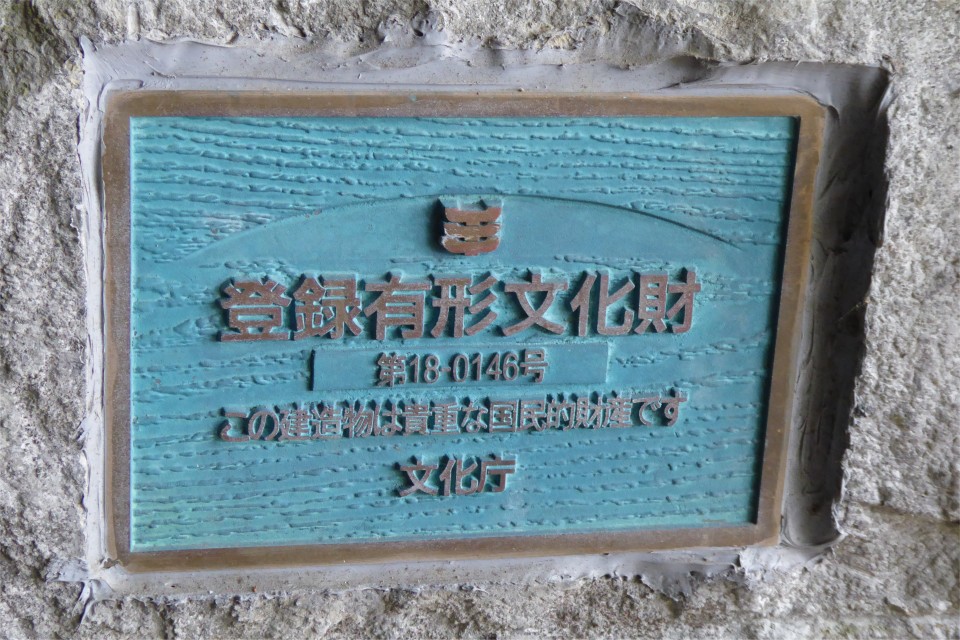 登録有形文化財
第18-0146号
この建造物は貴重な国民的財産です
文化庁